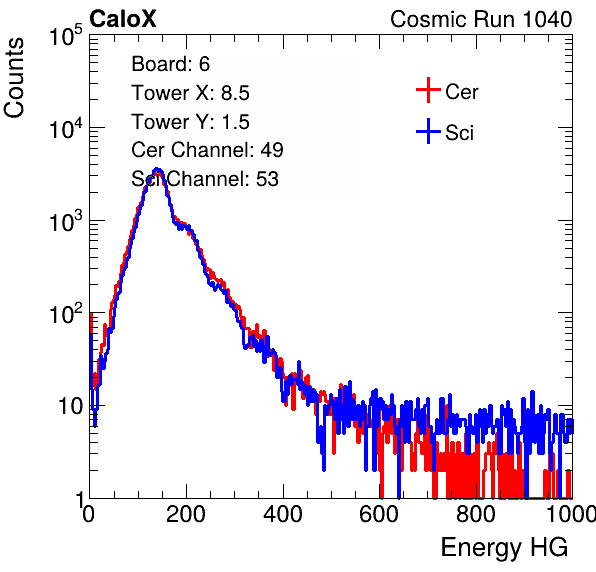 CaloX Cosmic Run 1040
Counts
Board: 6
Tower X: 8.5
Tower Y: 1.5
Cer Channel: 49
Sci Channel: 53
Cer
Sci
10^5
10^4
10^3
10^2
10
1
0 200 400 600 800 1000
Energy HG